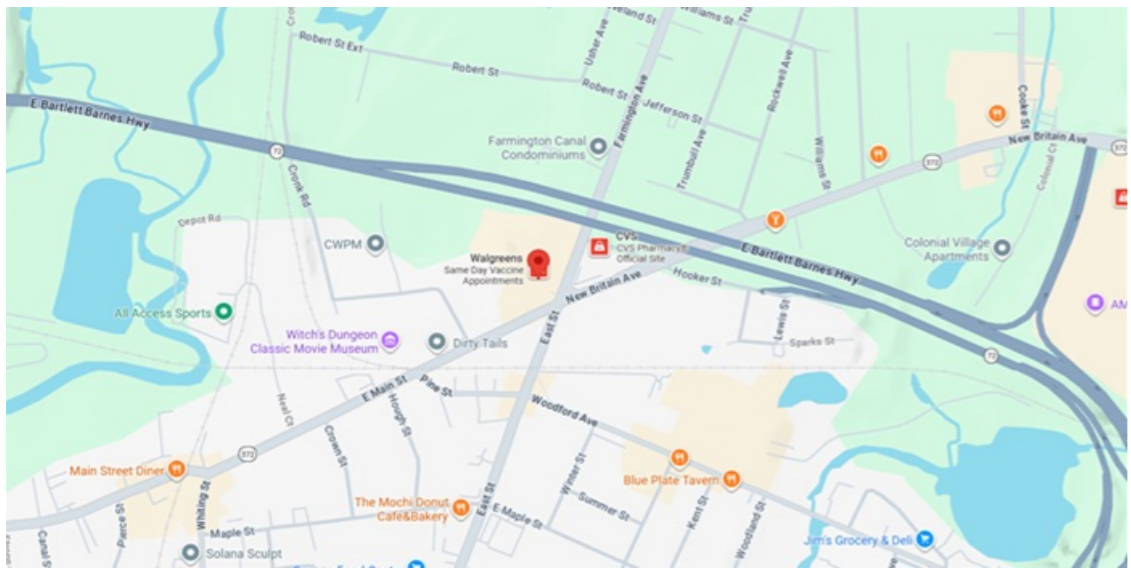 Williams St
Usher Ave
Robert St Ext
Robert St
Robert St
Jefferson St
Farmington Ave
Rockwell Ave
Cooke St
E Bartlett Barnes Hwy
New Britain Ave
372
Farmington Canal
Condominiums
Trumbull Ave
Williams St
372
Colonial Ct
72
Cronk Rd
Depot Rd
CWPM
CVS
CVS Pharmacy®
Official Site
Walgreens
Same Day Vaccine
Appointments
E Bartlett Barnes Hwy
Colonial Village
Apartments
Hooker St
New Britain Ave
All Access Sports
AM
Witch's Dungeon
Classic Movie Museum
Dirty Tails
East St
Lewis St
Sparks St
72
E Main St
Pine St
Hough St
Neal Ct
Woodford Ave
Crown St
372
Main Street Diner
Winter St
Blue Plate Tavern
Whiting St
Summer St
Kent St
The Mochi Donut
Cafe&Bakery
East St
E Maple St
Pierce St
Maple St
Woodland St
Canal St
Solana Sculpt
Jim's Grocery & Deli